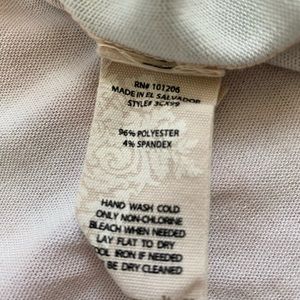 RN# 101206
MADE IN EL SALVADOR
96% POLYESTER
4% SPANDEX
HAND WASH COLD
ONLY NON-CHLORINE
BLEACH WHEN NEEDED
LAY FLAT TO DRY
OOL IRON IF NEEDED
BE DRY CLEANED